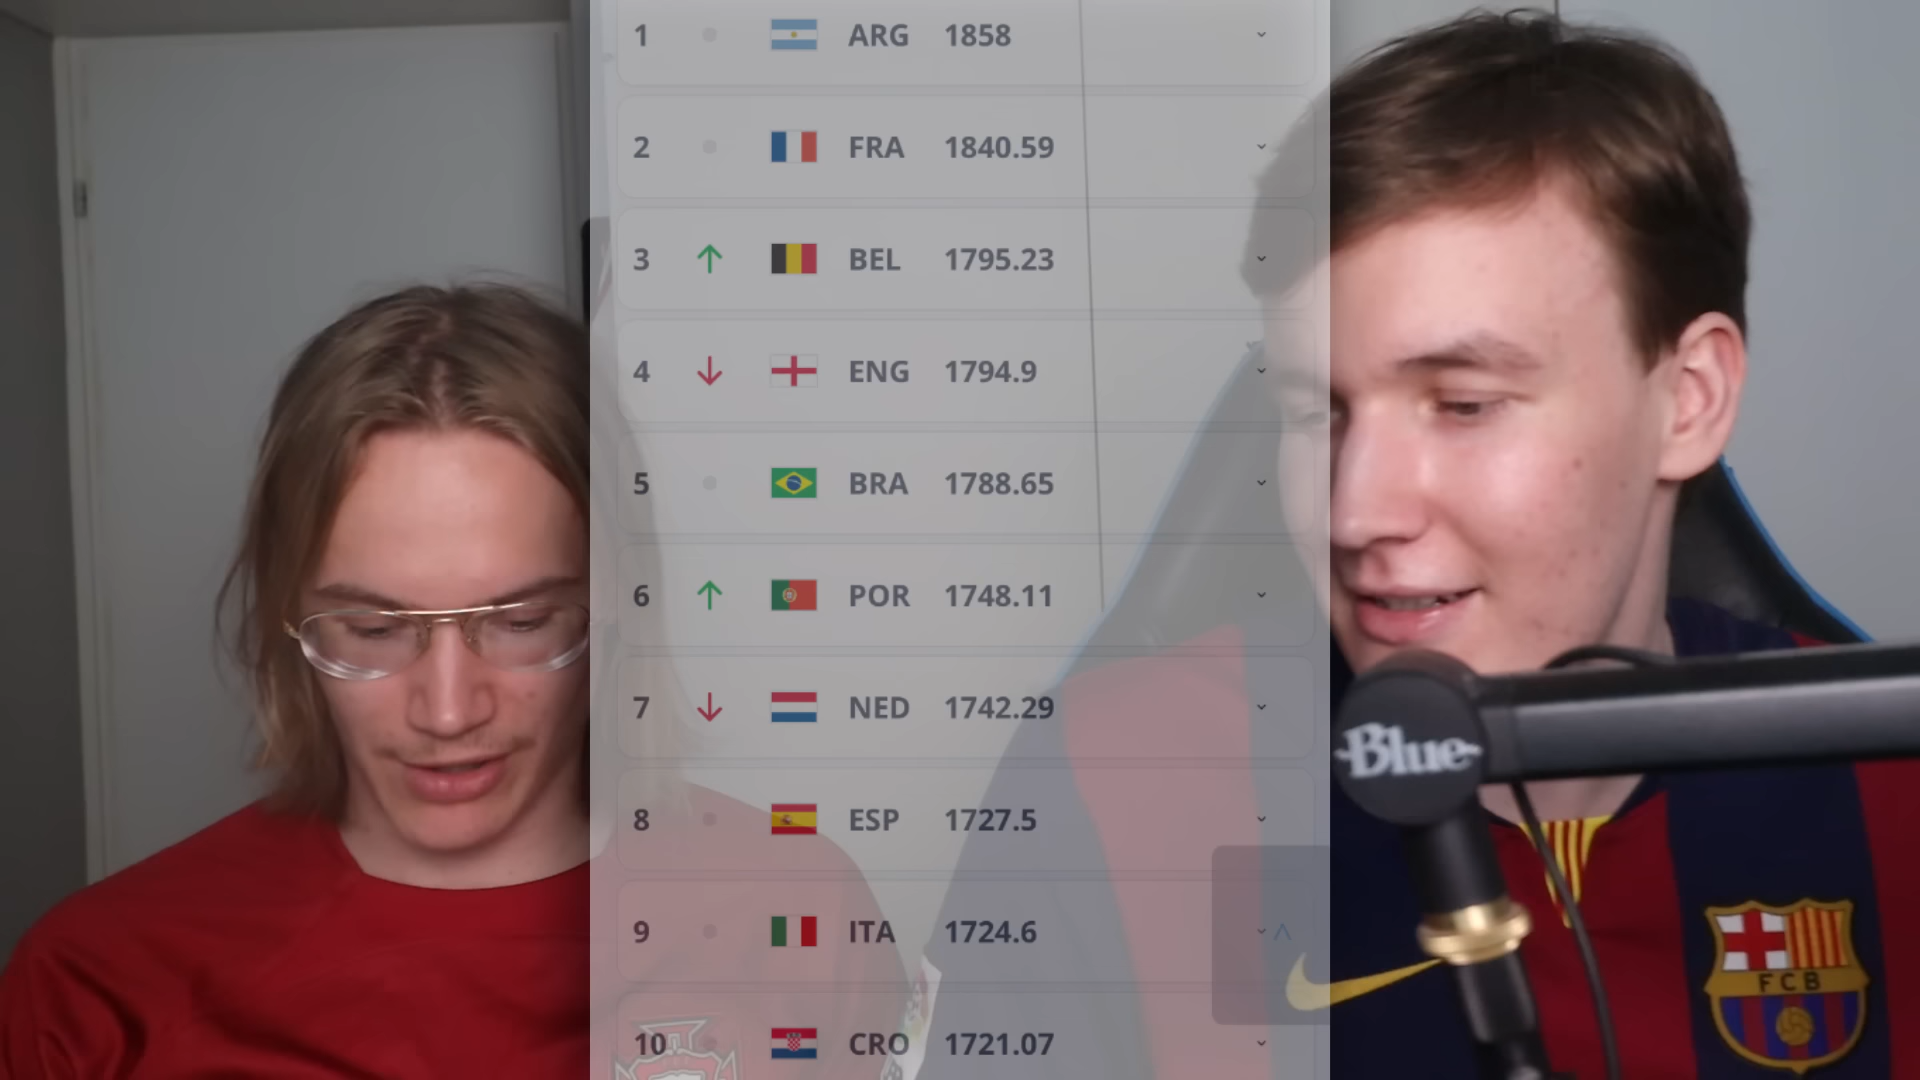 1 ARG 1858
2 FRA 1840.59
3 BEL 1795.23
4 ENG 1794.9
5 BRA 1788.65
6 POR 1748.11
7 NED 1742.29
8 ESP 1727.5
9 ITA 1724.6
10 CRO 1721.07
Blue
FCB